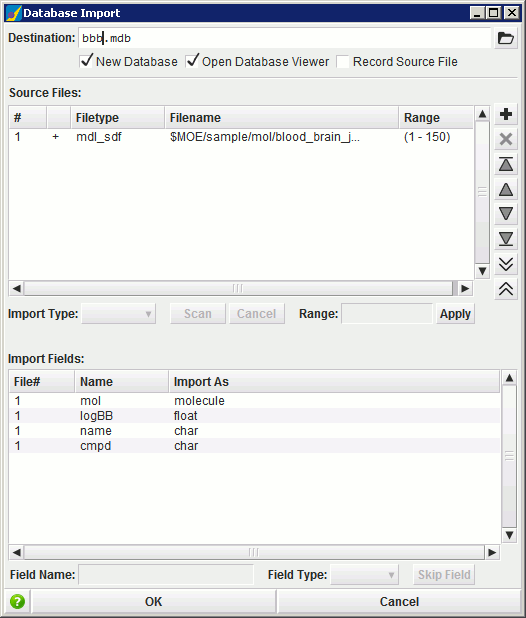 Database Import
Destination: bbb.mdb
New Database Open Database Viewer Record Source File
Source Files:
# Filetype Filename Range
1 + mdl_sdf $MOE/sample/mol/blood_brain_j... (1 - 150)
Import Type: Scan Cancel Range: Apply
Import Fields:
File# Name Import As
1 mol molecule
1 logBB float
1 name char
1 cmpd char
Field Name: Field Type: Skip Field
? OK Cancel